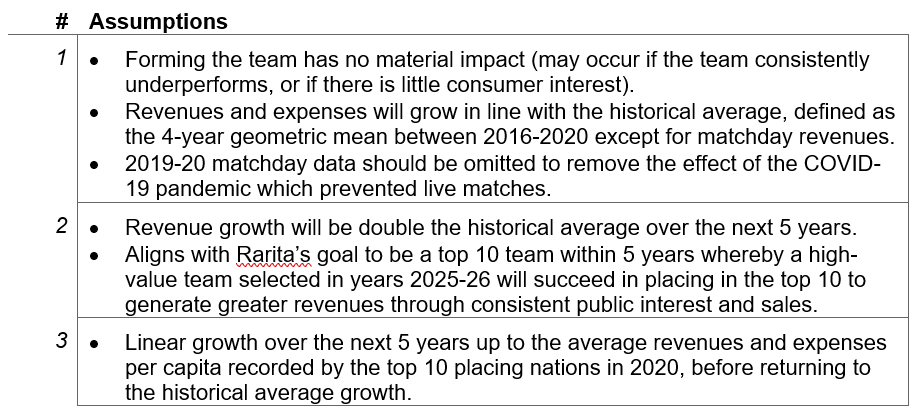 # Assumptions
1 • Forming the team has no material impact (may occur if the team consistently
underperforms, or if there is little consumer interest).
• Revenues and expenses will grow in line with the historical average, defined as
the 4-year geometric mean between 2016-2020 except for matchday revenues.
• 2019-20 matchday data should be omitted to remove the effect of the COVID-
19 pandemic which prevented live matches.
2 • Revenue growth will be double the historical average over the next 5 years.
• Aligns with Rarita’s goal to be a top 10 team within 5 years whereby a high-
value team selected in years 2025-26 will succeed in placing in the top 10 to
generate greater revenues through consistent public interest and sales.
3 • Linear growth over the next 5 years up to the average revenues and expenses
per capita recorded by the top 10 placing nations in 2020, before returning to
the historical average growth.